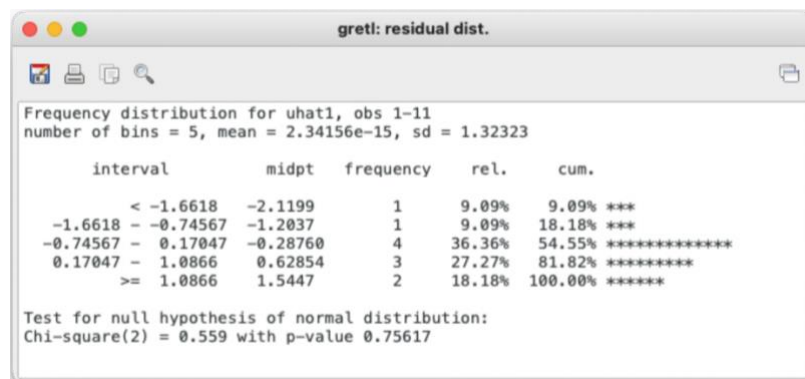 gretl: residual dist.
Frequency distribution for uhat1, obs 1-11
number of bins = 5, mean = 2.34156e-15, sd = 1.32323
interval midpt frequency rel. cum.
< -1.6618 -2.1199 1 9.09% 9.09% ***
-1.6618 - -0.74567 -1.2037 1 9.09% 18.18% ***
-0.74567 - 0.17047 -0.28760 4 36.36% 54.55% *************
0.17047 - 1.0866 0.62854 3 27.27% 81.82% *********
>= 1.0866 1.5447 2 18.18% 100.00% ******
Test for null hypothesis of normal distribution:
Chi-square(2) = 0.559 with p-value 0.75617